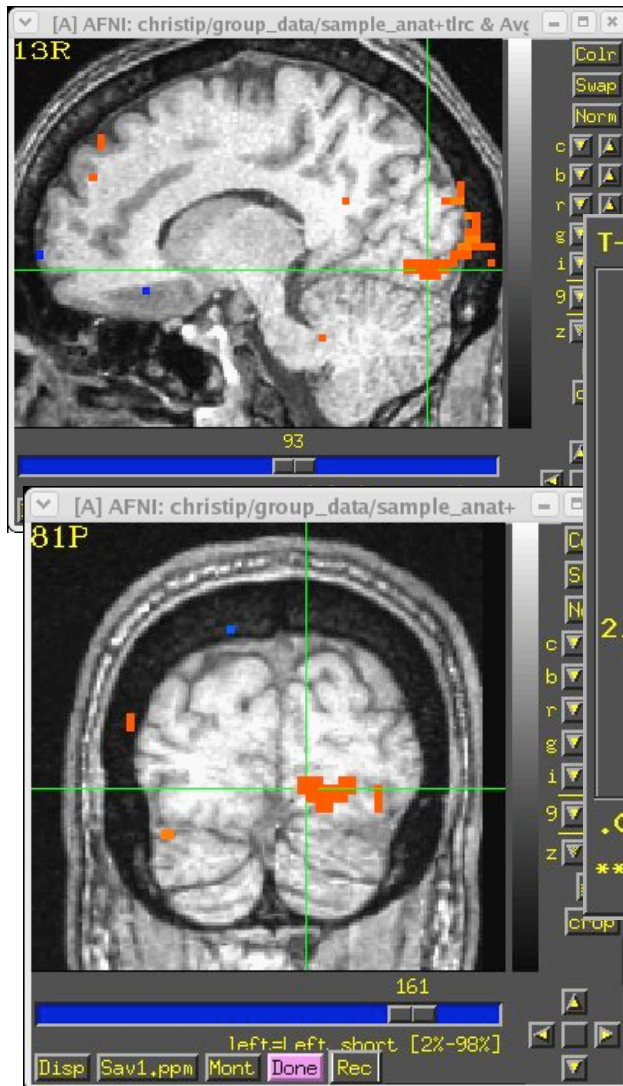 [A] AFNI: christip/group_data/sample_anat+tlrc & Avg
13R
Colr
Swap
Norm
c
b
r
g
i
9
z
T-
93
[A] AFNI: christip/group_data/sample_anat+
81P
2.
c
b
r
g
i
9
z
**
crop
161
left=Left short [2%-98%]
Disp Sav1.ppm Mont Done Rec